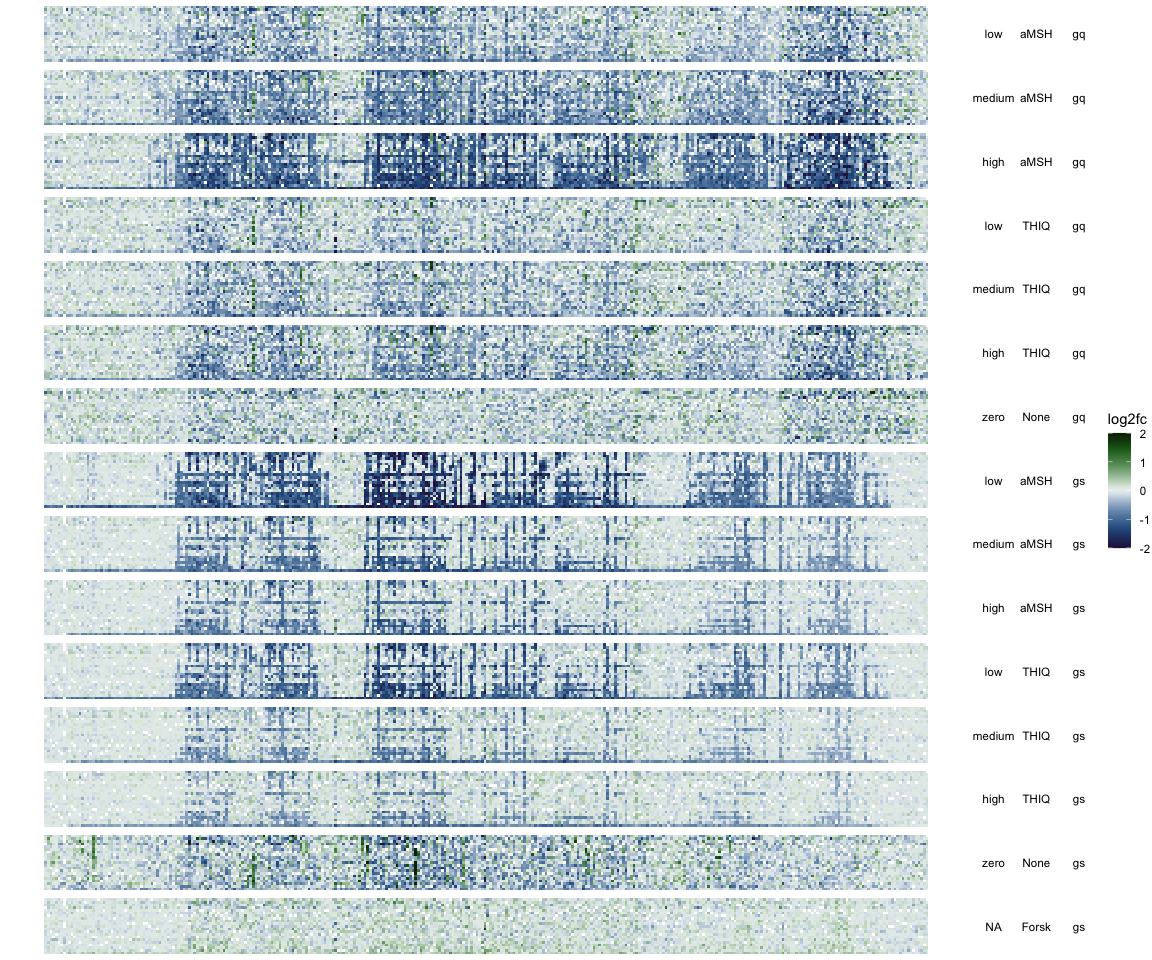 low aMSH gq
medium aMSH gq
high aMSH gq
low THIQ gq
medium THIQ gq
high THIQ gq
zero None gq
log2fc
2
1
0
-1
-2
low aMSH gs
medium aMSH gs
high aMSH gs
low THIQ gs
medium THIQ gs
high THIQ gs
zero None gs
NA Forsk gs